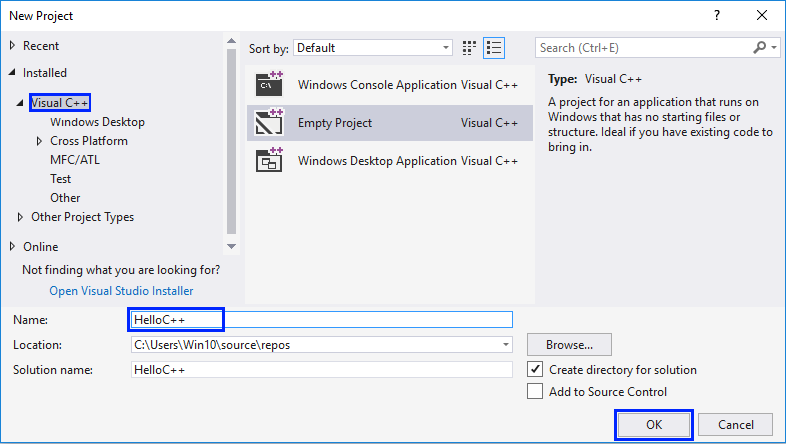 New Project
Recent
Installed
Visual C++
Windows Desktop
Cross Platform
MFC/ATL
Test
Other
Other Project Types
Online
Not finding what you are looking for?
Open Visual Studio Installer
Sort by: Default
C:\
Windows Console Application Visual C++
Empty Project Visual C++
Windows Desktop Application Visual C++
Search (Ctrl+E)
Type: Visual C++
A project for an application that runs on
Windows that has no starting files or
structure. Ideal if you have existing code to
bring in.
Name: HelloC++
Location: C:\Users\Win10\source\repos
Browse...
Solution name: HelloC++
Create directory for solution
Add to Source Control
OK Cancel